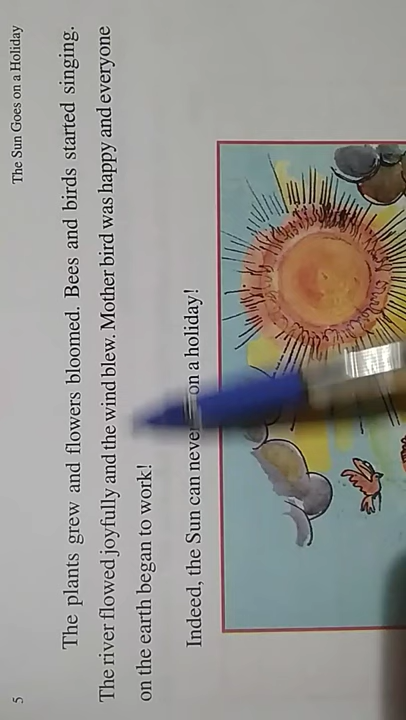 5
The Sun Goes on a Holiday
The plants grew and flowers bloomed. Bees and birds started singing.
The river flowed joyfully and the wind blew. Mother bird was happy and everyone
on the earth began to work!
Indeed, the Sun can never on a holiday!